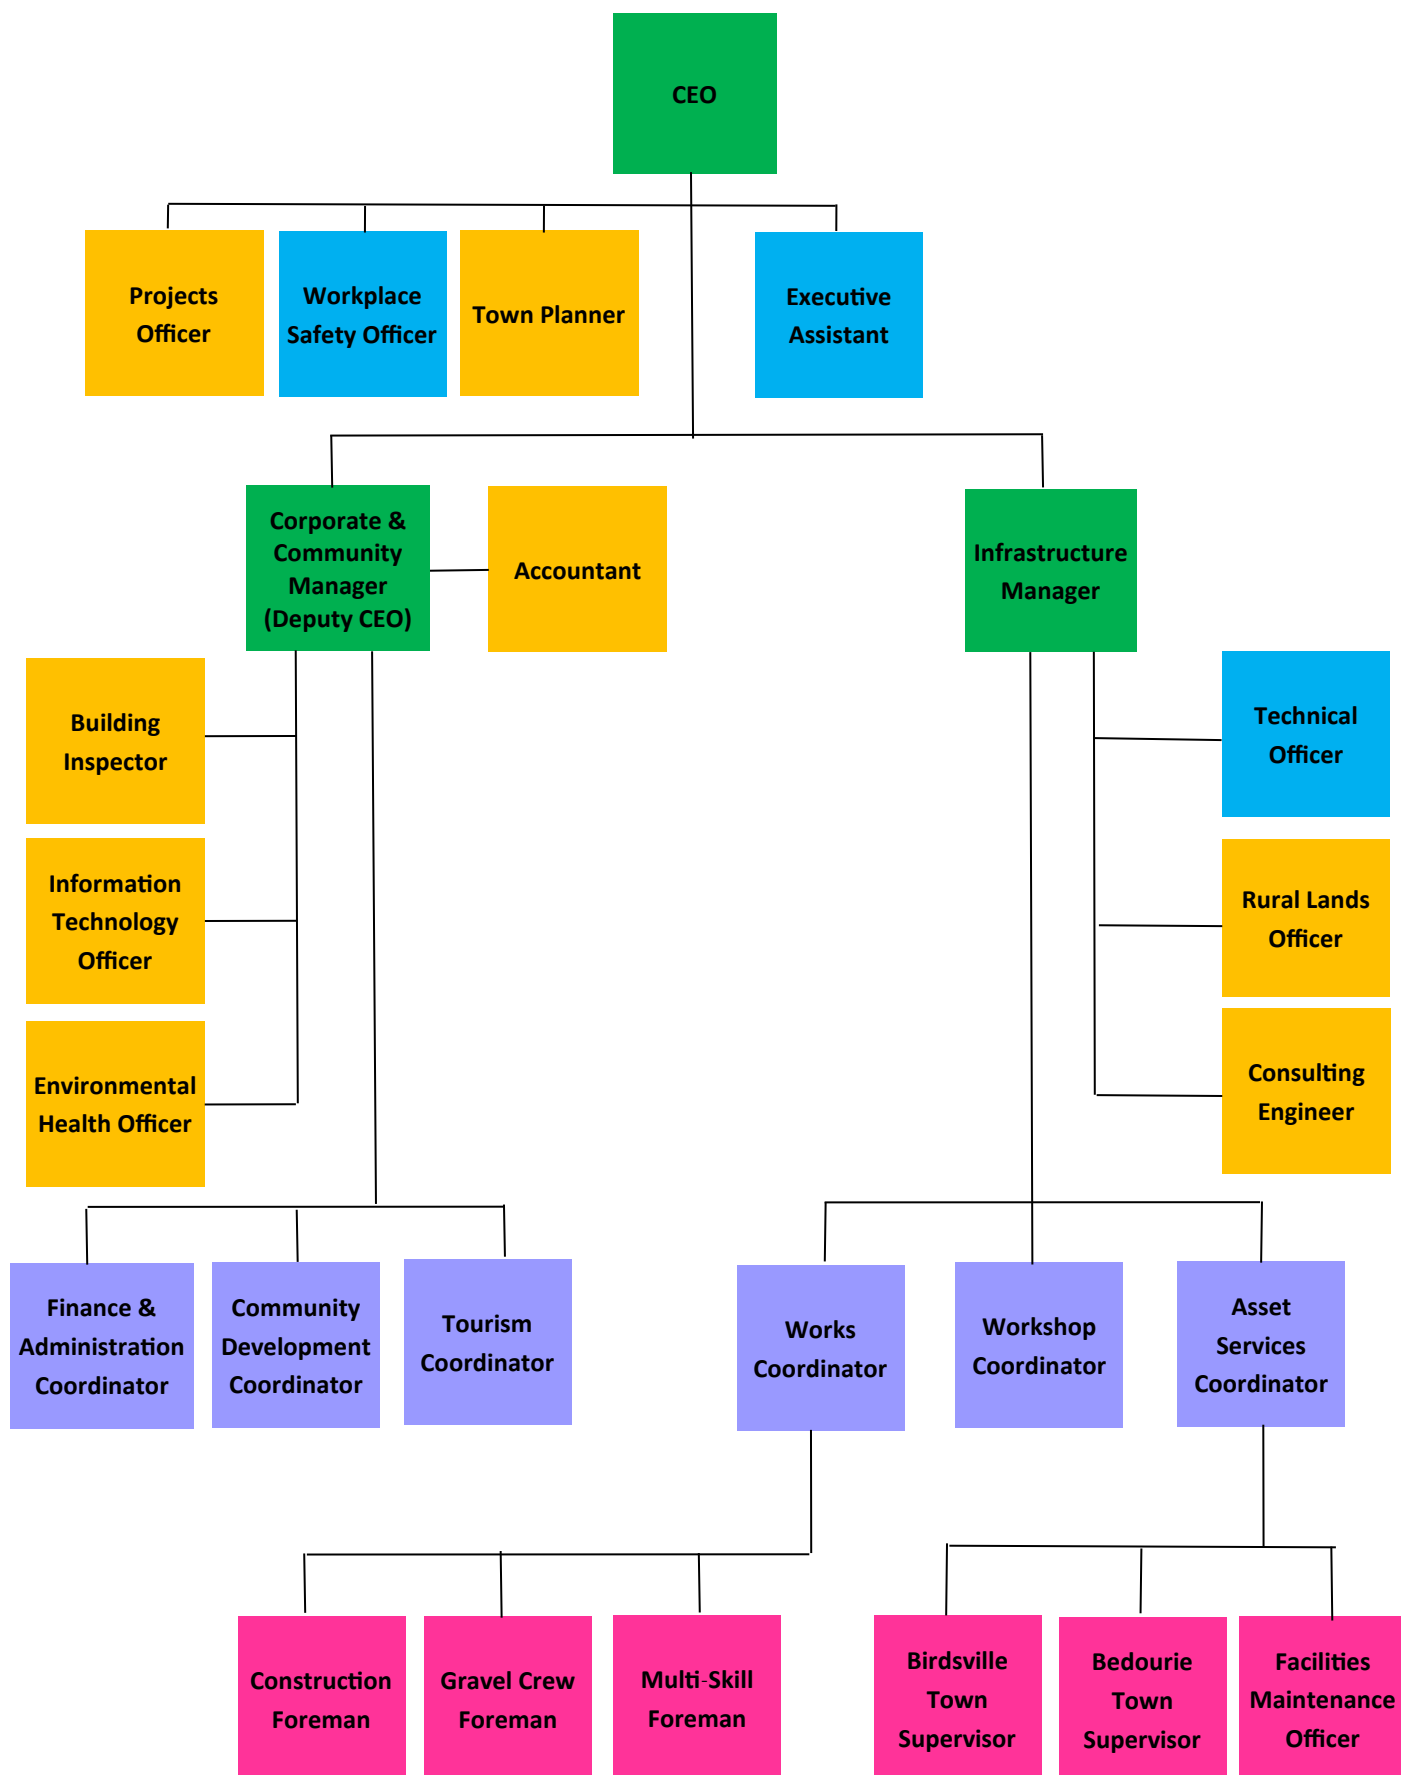 CEO
Projects
Officer
Workplace
Safety Officer
Town Planner
Executive
Assistant
Corporate &
Community
Manager
(Deputy CEO)
Accountant
Infrastructure
Manager
Building
Inspector
Technical
Officer
Information
Technology
Officer
Rural Lands
Officer
Environmental
Health Officer
Consulting
Engineer
Finance &
Administration
Coordinator
Community
Development
Coordinator
Tourism
Coordinator
Works
Coordinator
Workshop
Coordinator
Asset
Services
Coordinator
Construction
Foreman
Gravel Crew
Foreman
Multi-Skill
Foreman
Birdsville
Town
Supervisor
Bedourie
Town
Supervisor
Facilities
Maintenance
Officer